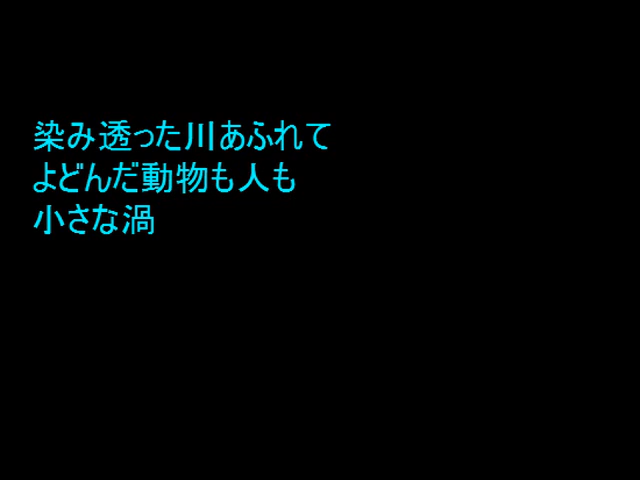 染み透った川あふれて
よどんだ動物も人も
小さな渦